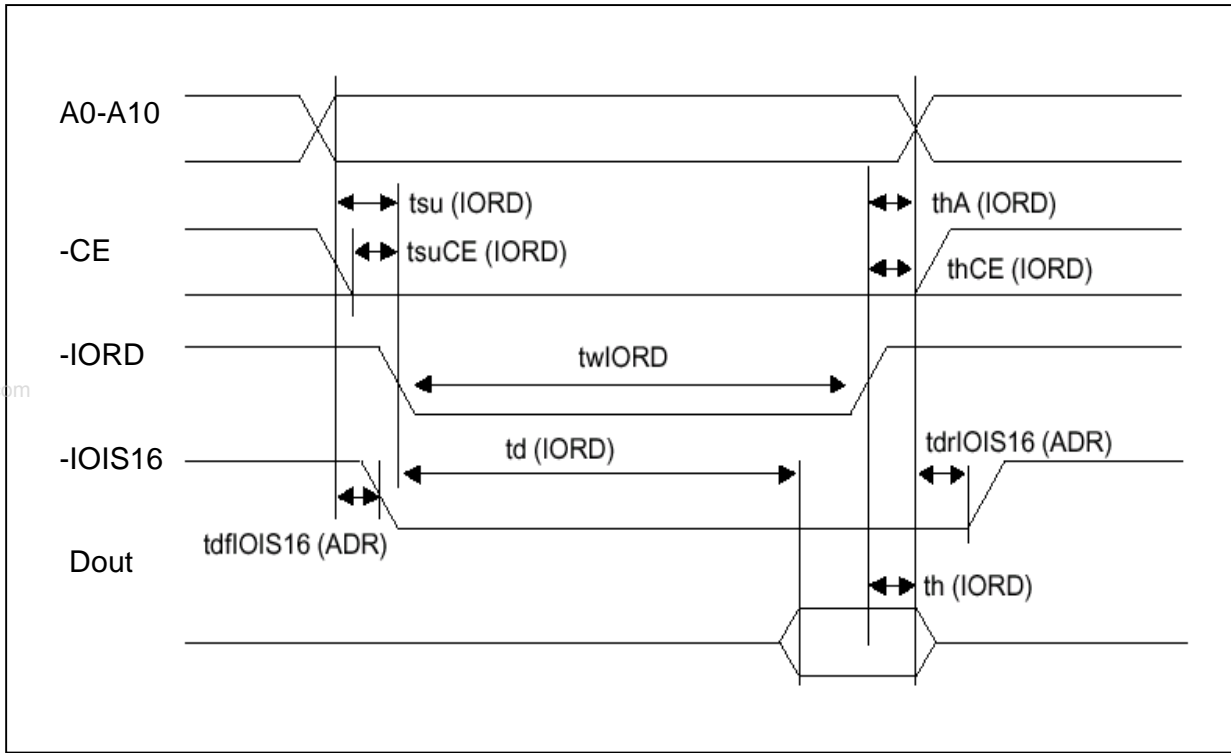 A0-A10
tsu (IORD)
thA (IORD)
-CE
tsuCE (IORD)
thCE (IORD)
-IORD
twIORD
om
-IOIS16
td (IORD)
tdrIOIS16 (ADR)
tdfIOIS16 (ADR)
Dout
th (IORD)